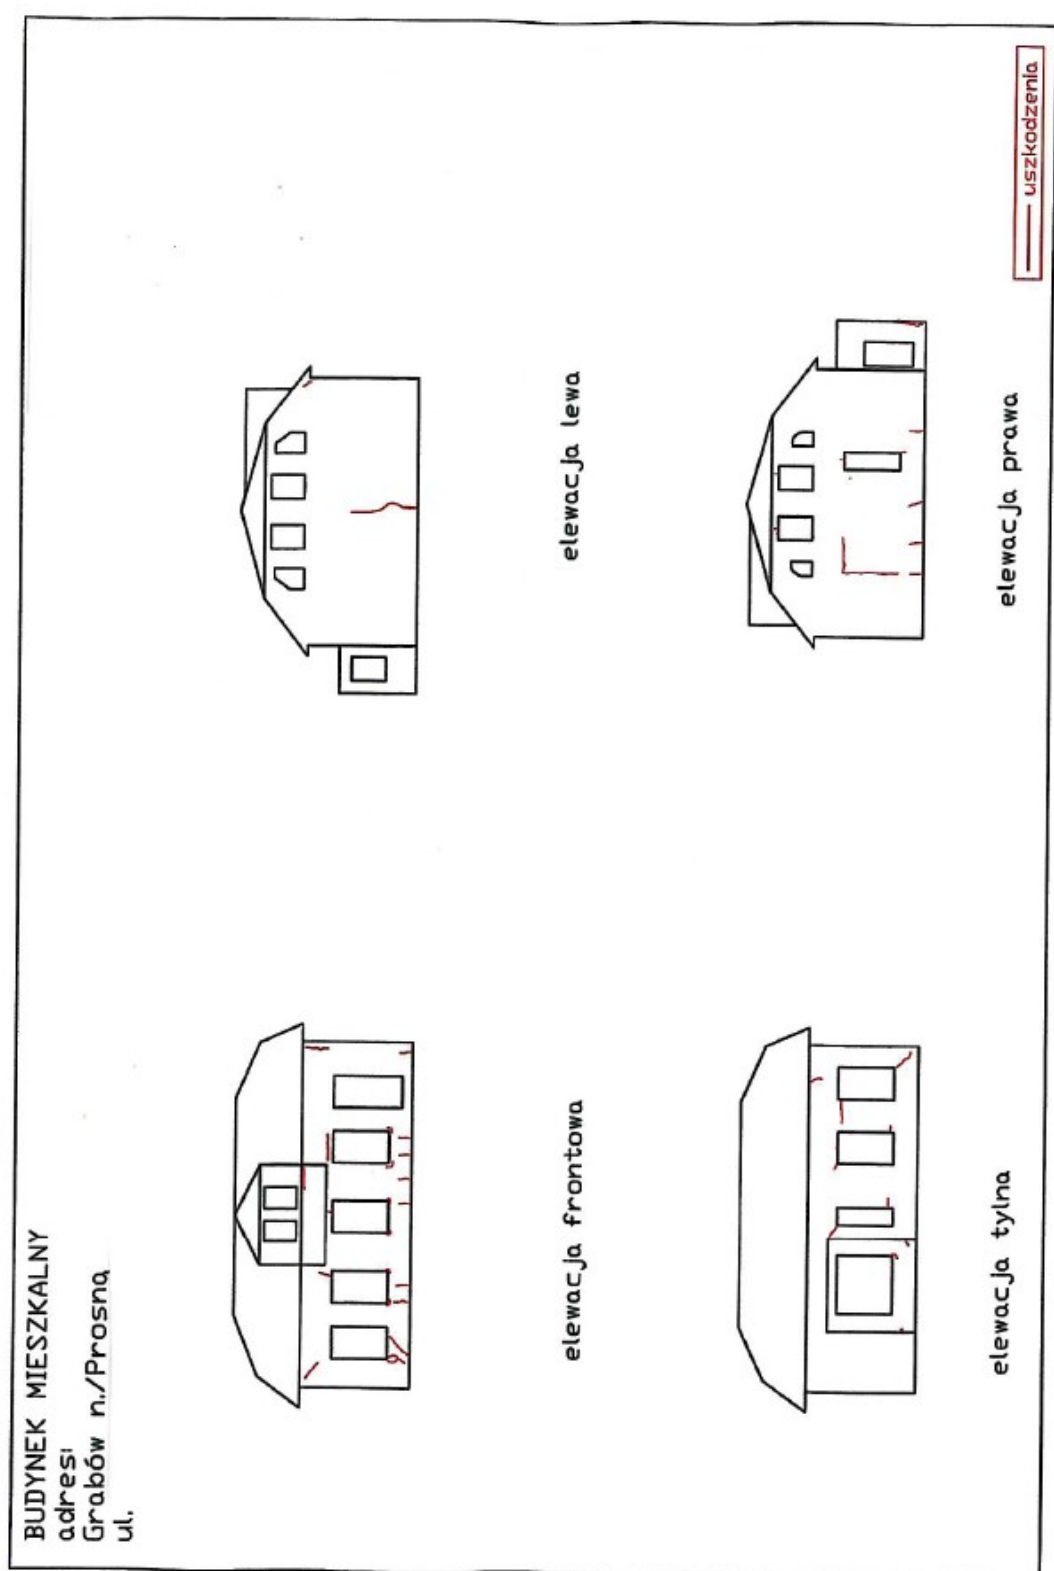 BUDYNEK MIESZKALNY
adres:
Grabów n./Prosną
ul.
elewacja frontowa
elewacja lewa
elewacja tylna
elewacja prawa
uszkodzenia